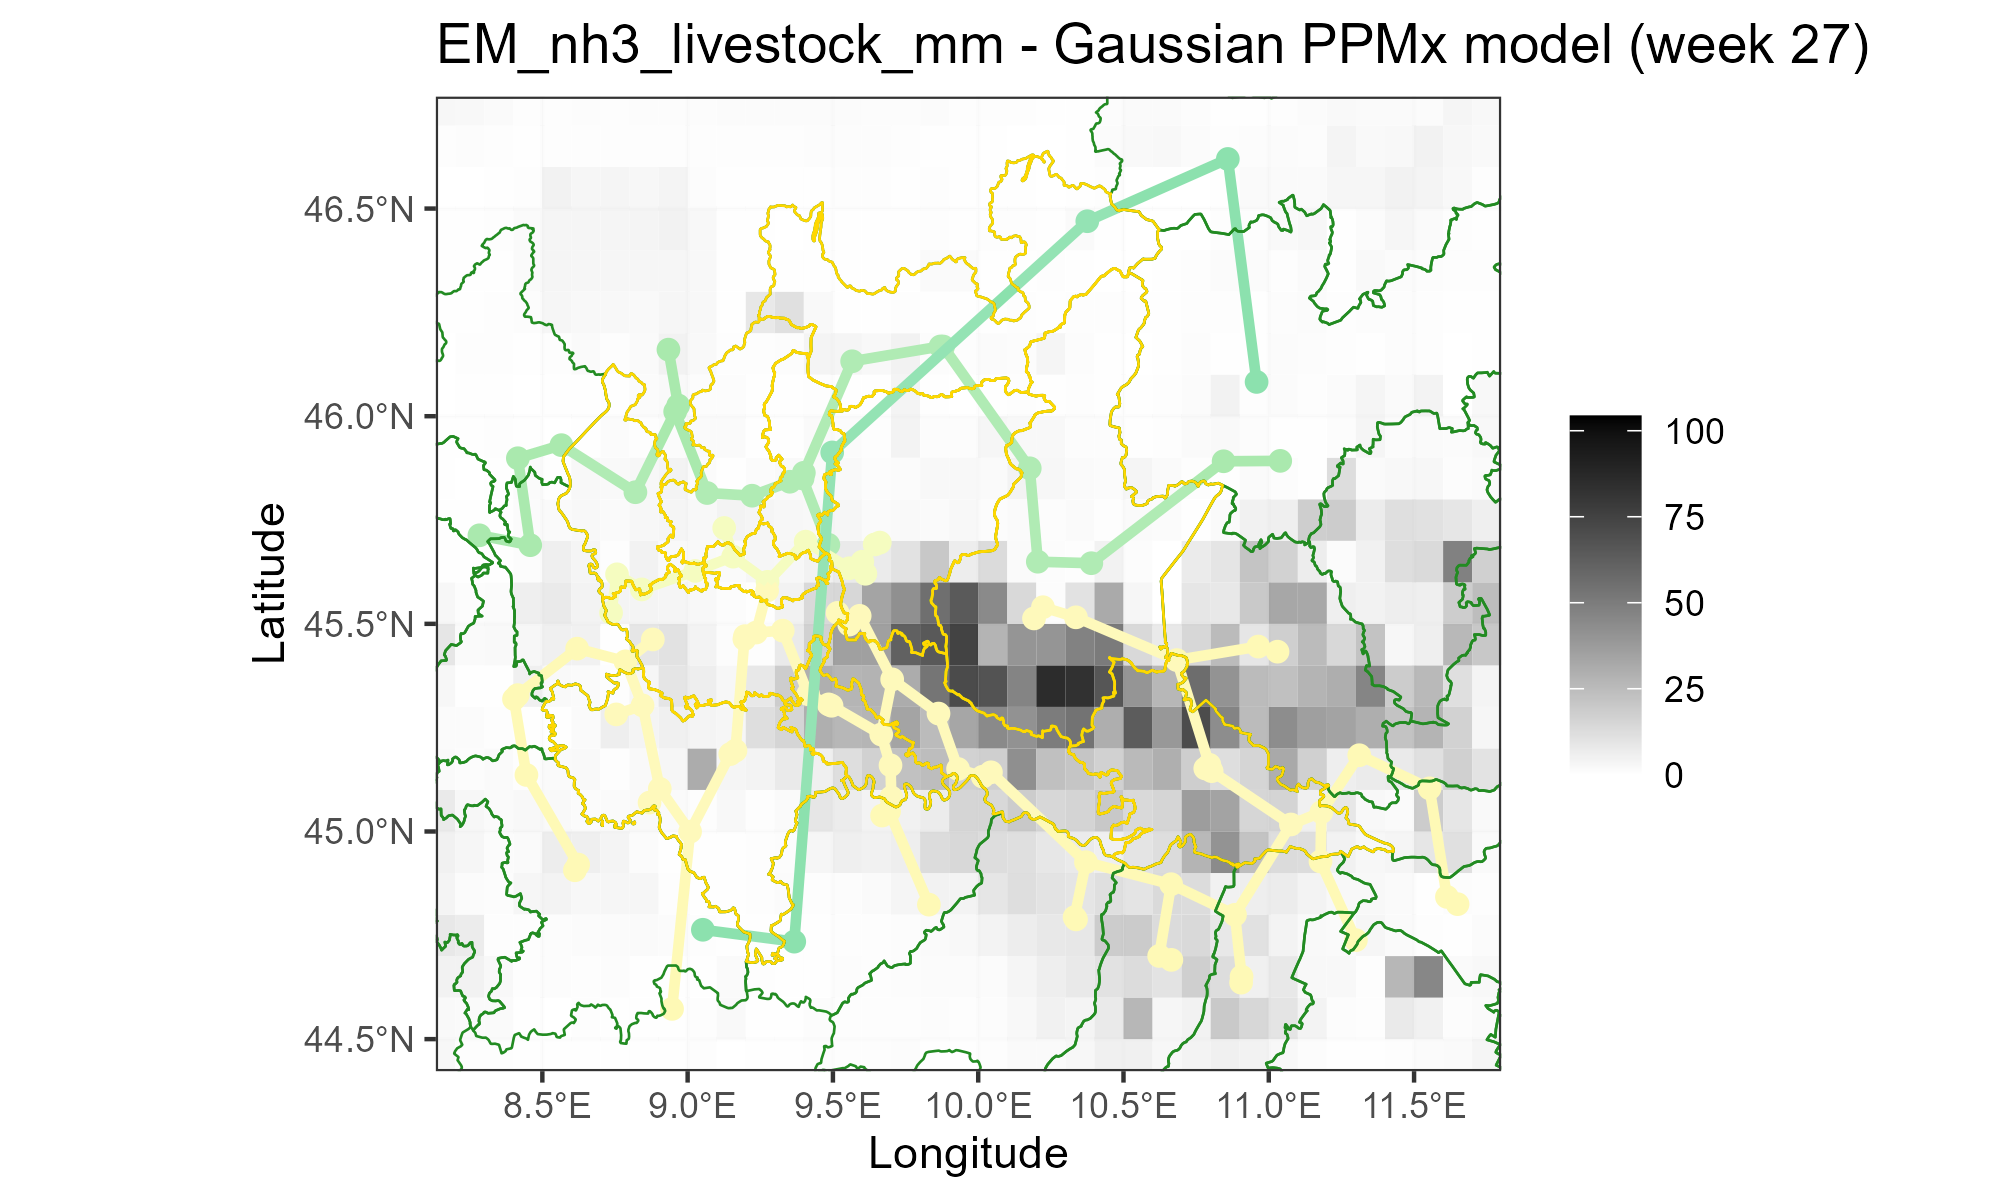 EM_nh3_livestock_mm - Gaussian PPMx model (week 27)
46.5°N
46.0°N
45.5°N
45.0°N
44.5°N
Latitude
8.5°E 9.0°E 9.5°E 10.0°E 10.5°E 11.0°E 11.5°E
Longitude
100
75
50
25
0